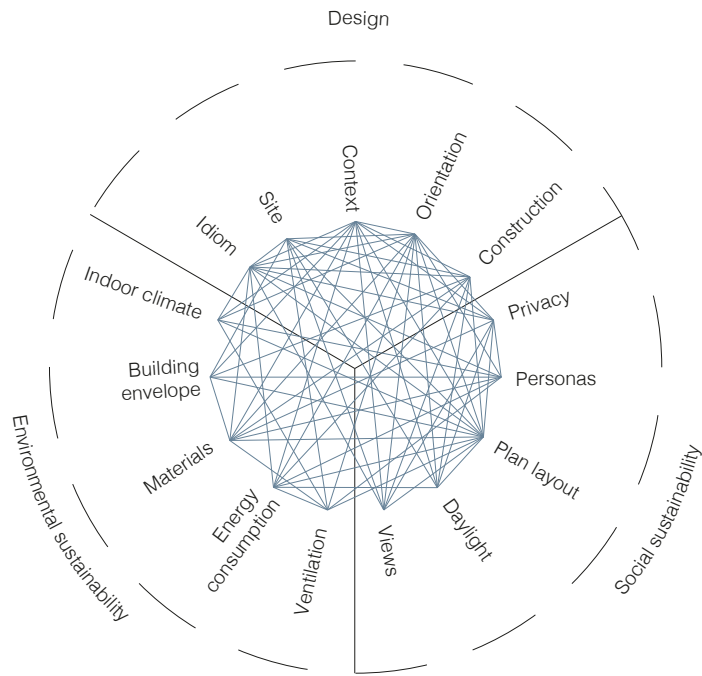 Design
Context
Orientation
Site
Construction
Idiom
Indoor climate
Privacy
Building
envelope
Personas
Materials
Plan layout
Energy
consumption
Daylight
Ventilation
Views
Environmental sustainability
Social sustainability